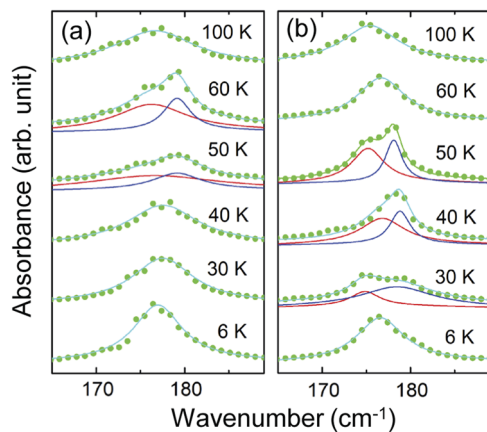 (a)
100 K
60 K
50 K
40 K
30 K
6 K
(b)
100 K
60 K
50 K
40 K
30 K
6 K
170 180 170 180
Absorbance (arb. unit)
Wavenumber (cm-1)